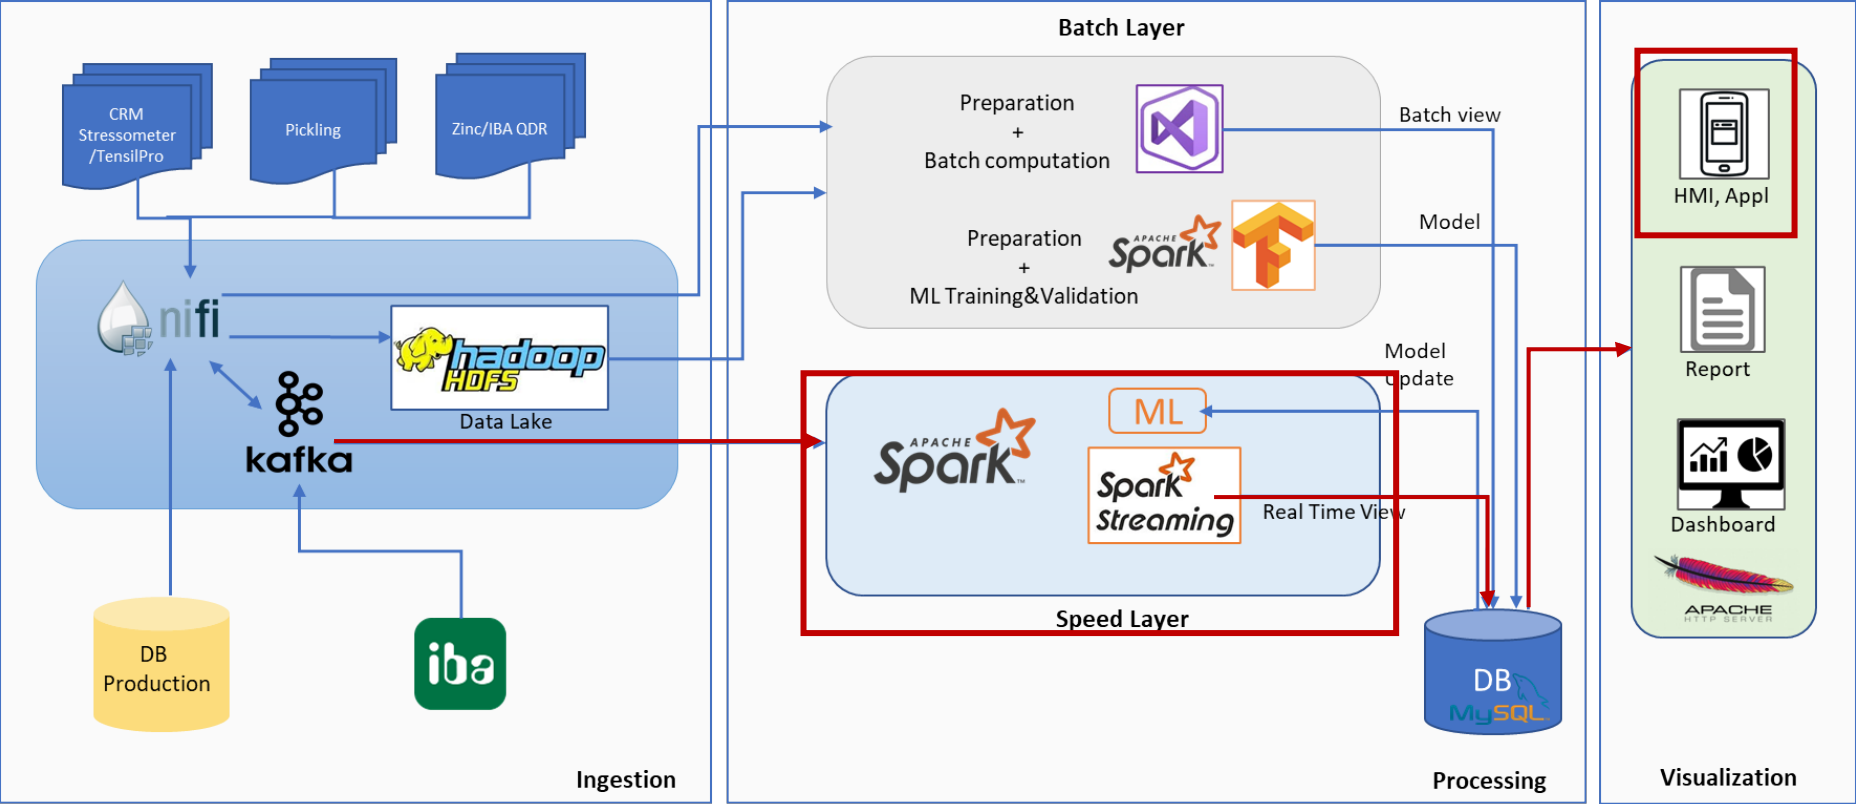 CRM
Stressometer
/TensilPro
Pickling
Zinc/IBA QDR
nifi
hadoop
HDFS
Data Lake
kafka
DB
Production
iba
Ingestion
Batch Layer
Preparation
+
Batch computation
Batch view
Preparation
+
ML Training&Validation
APACHE
Spark™
Model
Model
Update
ML
APACHE
Spark™
Spark
Streaming
Real Time View
Speed Layer
DB
MySQL
Processing
HMI, Appl
Report
Dashboard
APACHE
HTTP SERVER
Visualization